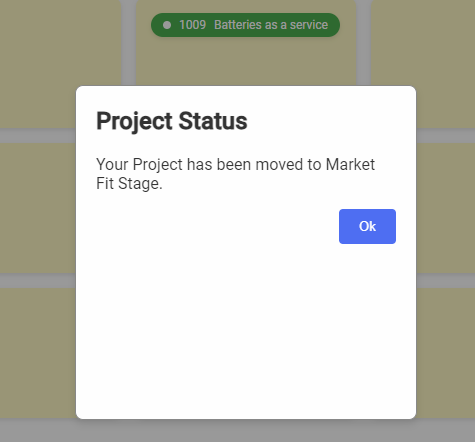 1009 Batteries as a service
Project Status
Your Project has been moved to Market
Fit Stage.
Ok